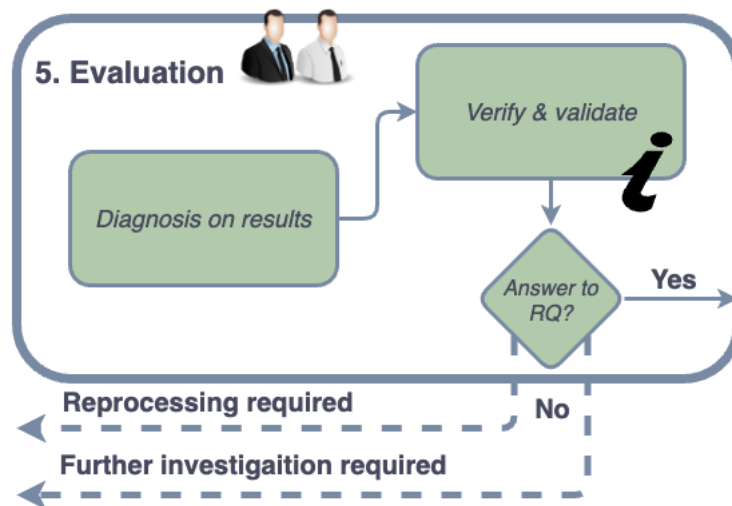 5. Evaluation
Verify & validate
i
Diagnosis on results
Answer to
RQ?
Yes
No
Reprocessing required
Further investigaition required